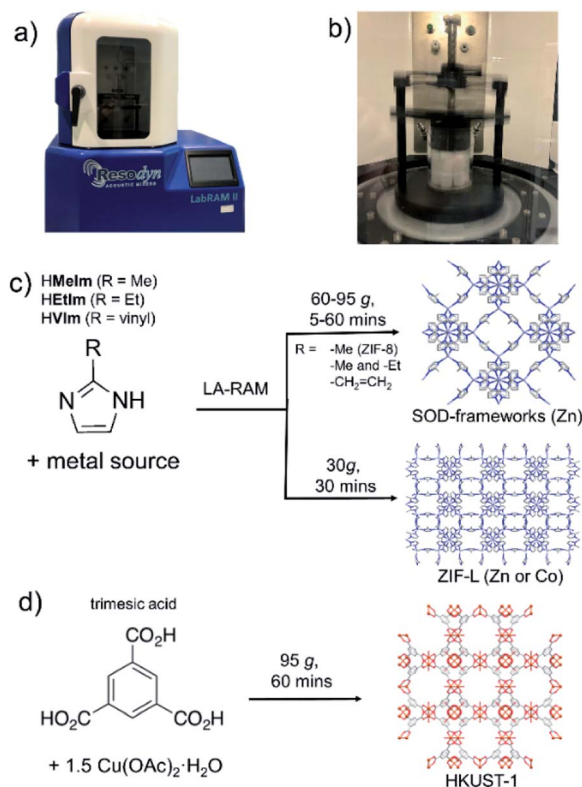 a)
b)
Resodyn
ACOUSTIC MIXERS
LabRAM II
c)
HMeIm (R = Me)
HEtIm (R = Et)
HVIm (R = vinyl)
R
N
NH
+ metal source
LA-RAM
60-95 g,
5-60 mins
R = -Me (ZIF-8)
-Me and -Et
-CH2=CH2
SOD-frameworks (Zn)
30g,
30 mins
ZIF-L (Zn or Co)
d)
trimesic acid
CO2H
HO2C
CO2H
+ 1.5 Cu(OAc)2·H2O
95 g,
60 mins
HKUST-1